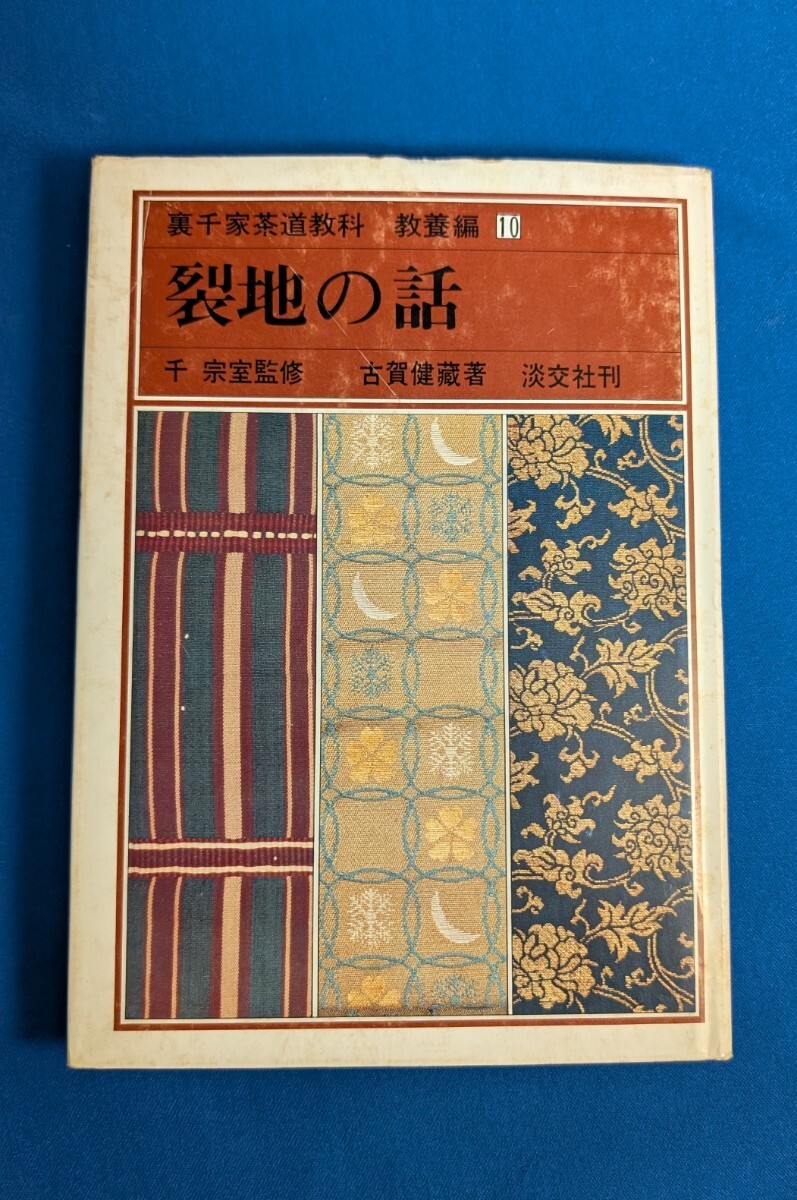 裏千家茶道教科 教養編 10
裂地の話
千 宗室監修 古賀健藏著 淡交社刊